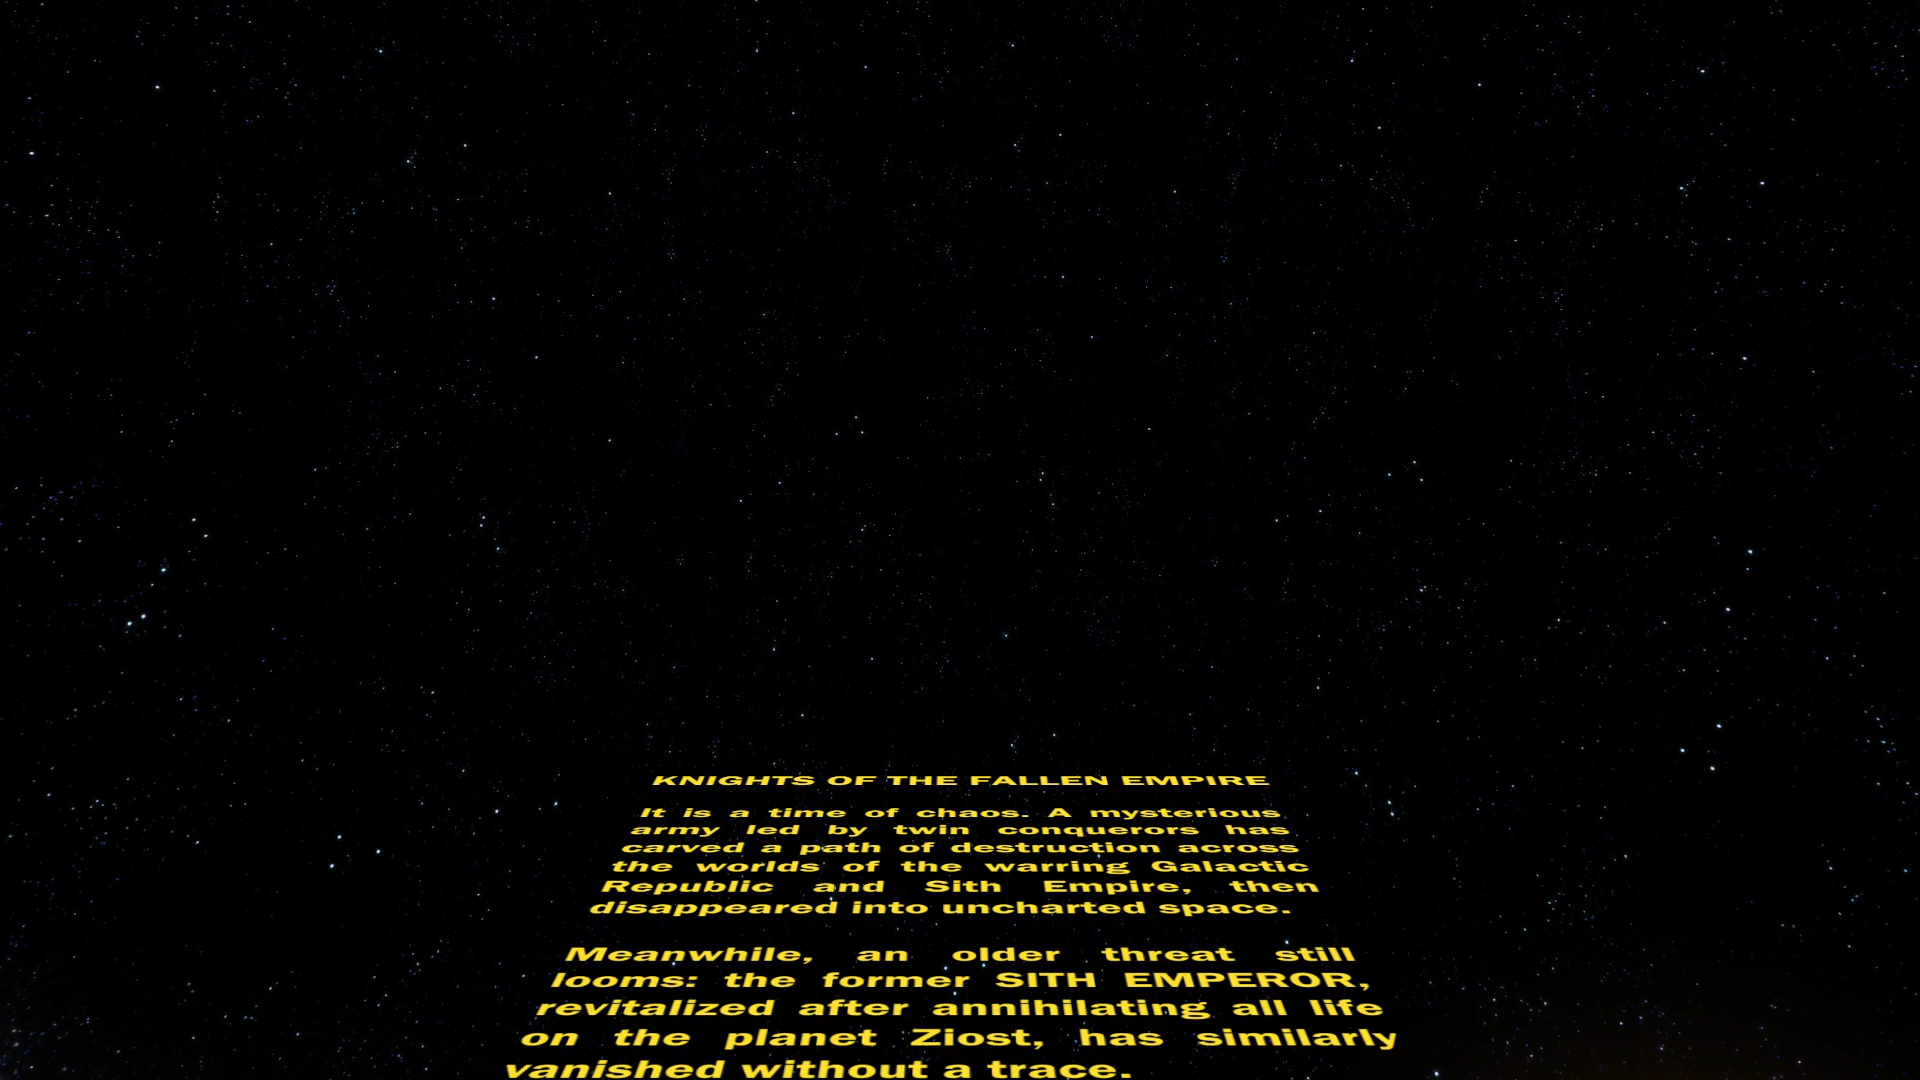 KNIGHTS OF THE FALLEN EMPIRE
It is a time of chaos. A mysterious
army led by twin conquerors has
carved a path of destruction across
the worlds of the warring Galactic
Republic and Sith Empire, then
disappeared into uncharted space.
Meanwhile, an older threat still
looms: the former SITH EMPEROR,
revitalized after annihilating all life
on the planet Ziost, has similarly
vanished without a trace.